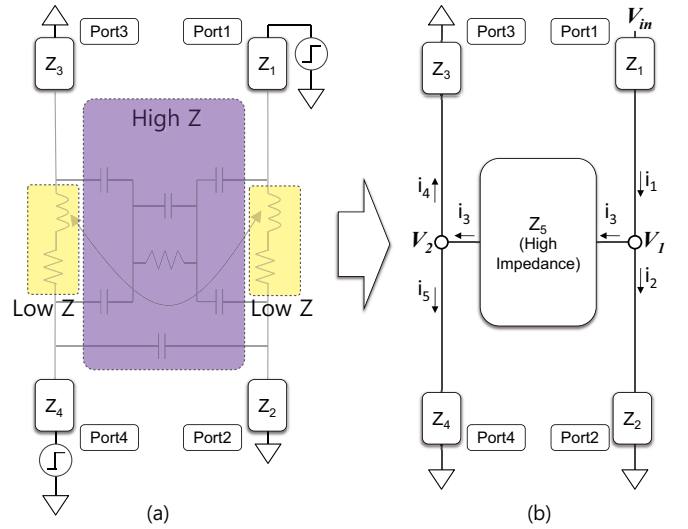 Port3
Port1
Z3
Z1
High Z
Low Z
Low Z
Z4
Z2
Port4
Port2
(a)
Port3
Port1
Vin
Z3
Z1
i4
i1
i3
Z5
(High
Impedance)
i3
V2
V1
i5
i2
Z4
Z2
Port4
Port2
(b)